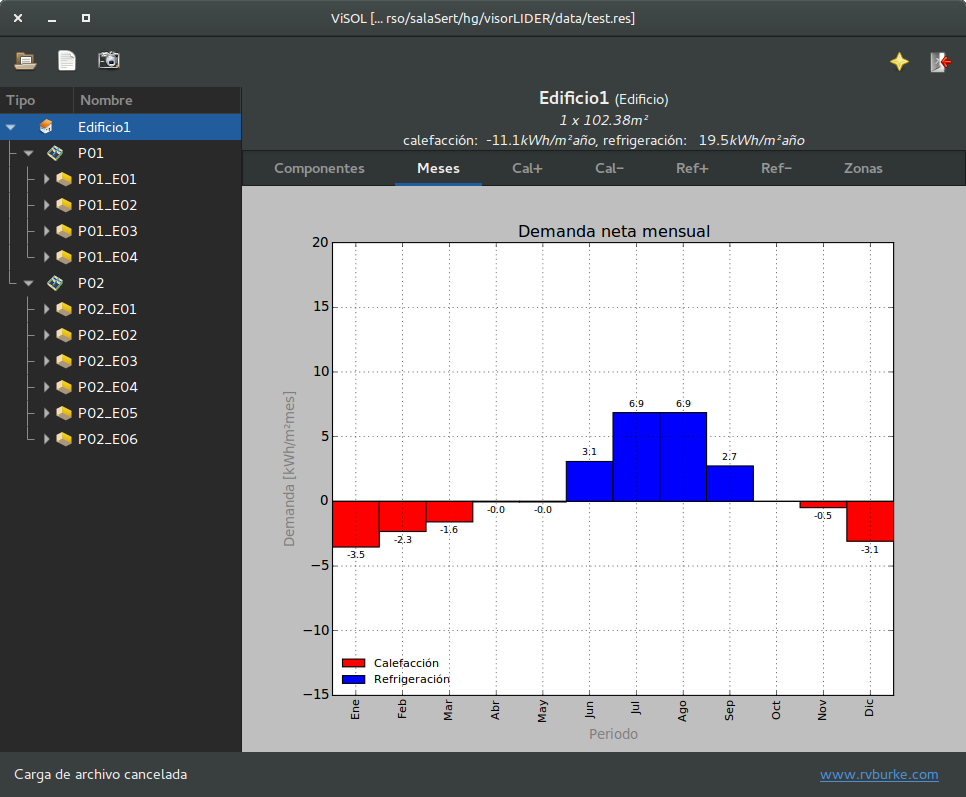 ViSOL [... rso/salaSert/hg/visorLIDER/data/test.res]
Tipo Nombre
Edificio1
P01
P01_E01
P01_E02
P01_E03
P01_E04
P02
P02_E01
P02_E02
P02_E03
P02_E04
P02_E05
P02_E06
Edificio1 (Edificio)
1 x 102.38m²
calefacción: -11.1kWh/m²año, refrigeración: 19.5kWh/m²año
Componentes Meses Cal+ Cal− Ref+ Ref− Zonas
Demanda neta mensual
Demanda [kWh/m²mes]
20
15
10
5
0
−5
−10
−15
-3.5
-2.3
-1.6
-0.0
-0.0
3.1
6.9
6.9
2.7
-0.5
-3.1
Calefacción
Refrigeración
Ene Feb Mar Abr May Jun Jul Ago Sep Oct Nov Dic
Periodo
Carga de archivo cancelada
www.rvburke.com